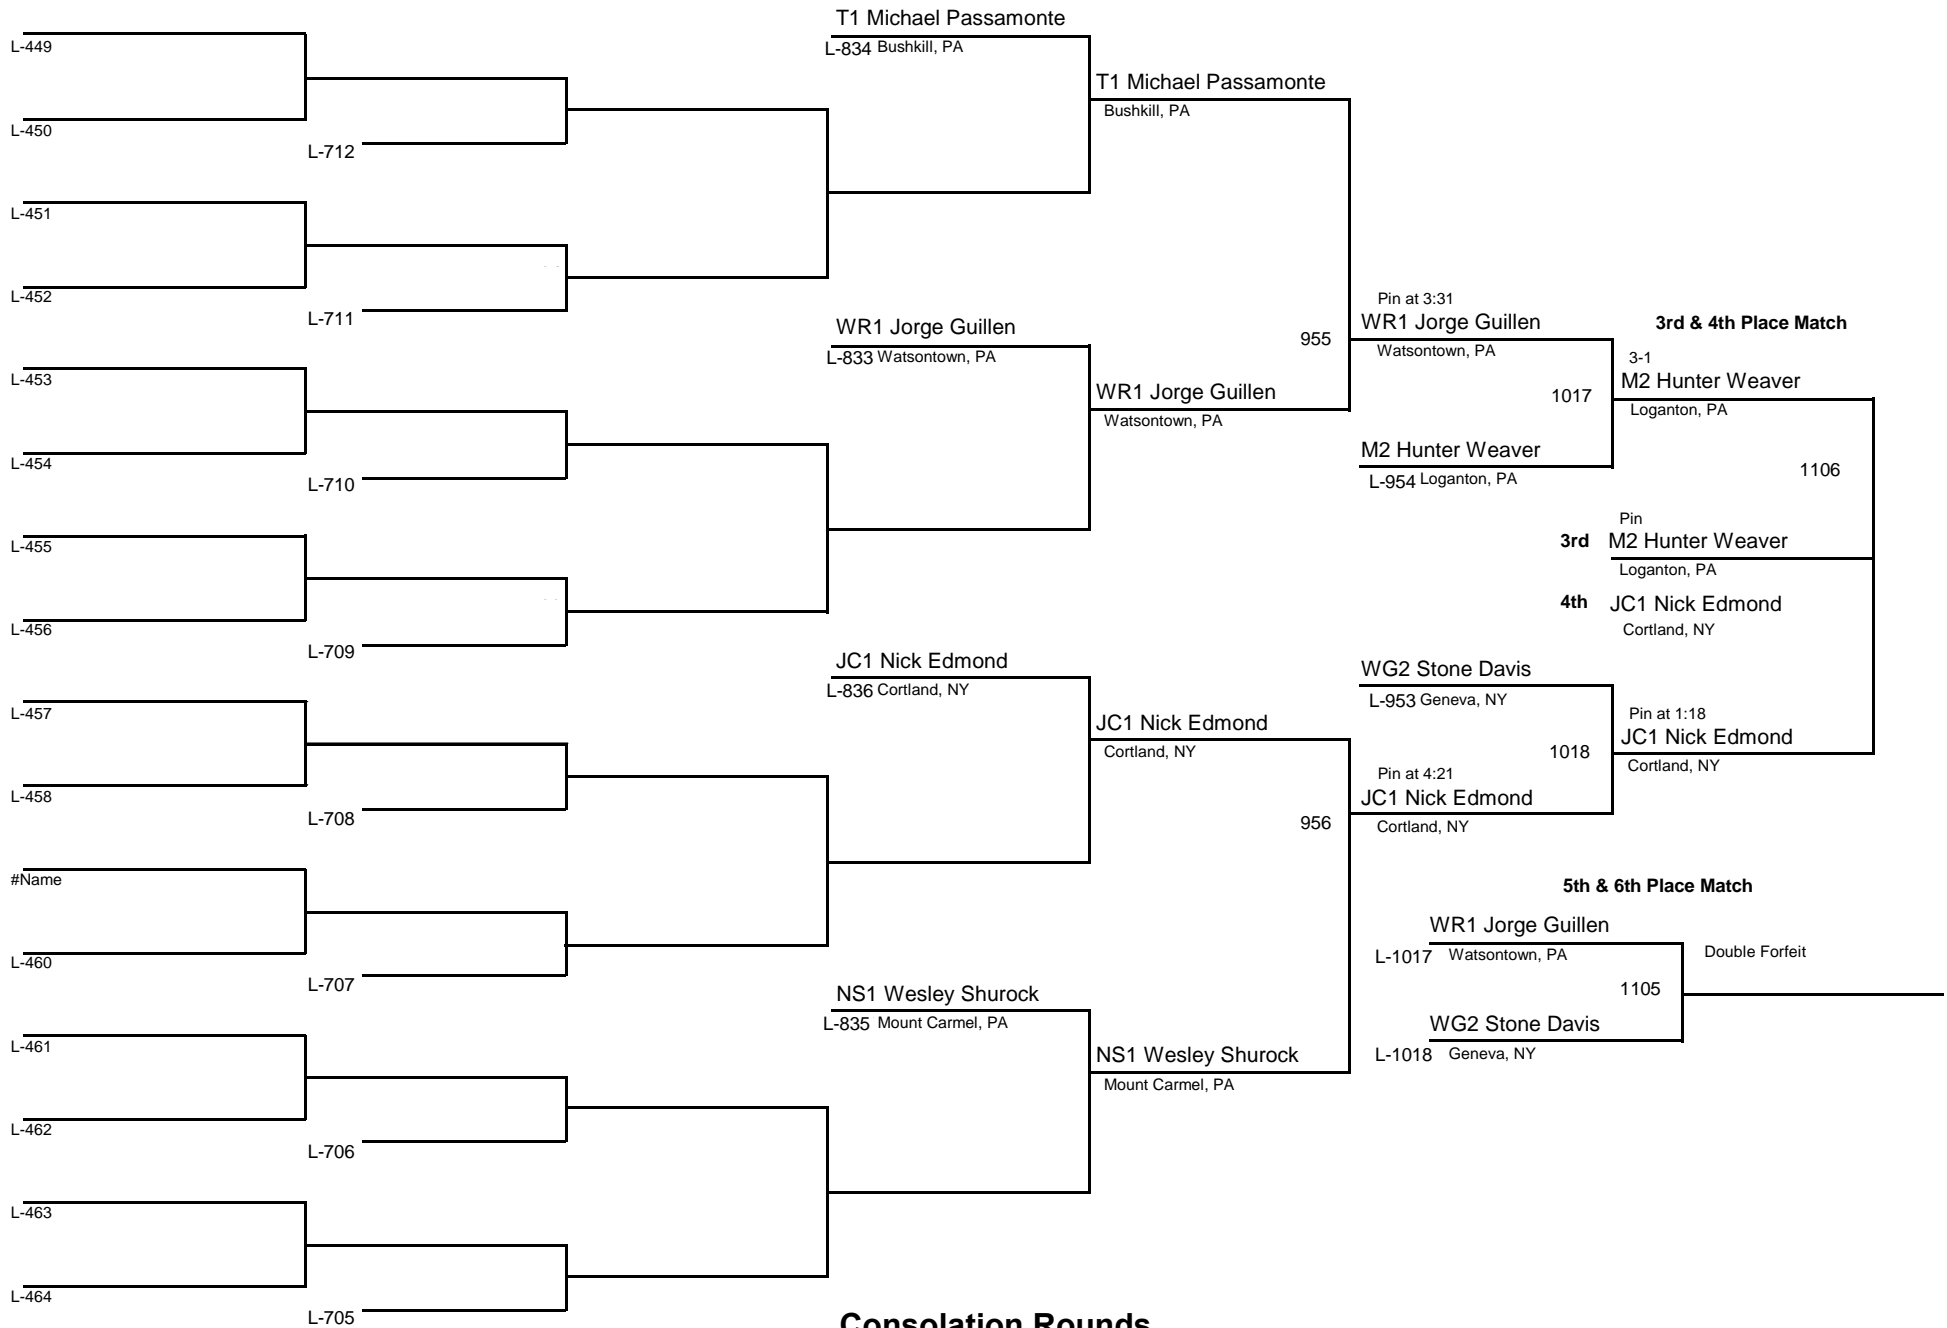 L-449
L-450
L-712
L-451
L-452
L-711
L-453
L-454
L-710
L-455
L-456
L-709
L-457
L-458
L-708
#Name
L-460
L-707
L-461
L-462
L-706
L-463
L-464
L-705
T1 Michael Passamonte
L-834 Bushkill, PA
WR1 Jorge Guillen
L-833 Watsontown, PA
JC1 Nick Edmond
L-836 Cortland, NY
NS1 Wesley Shurock
L-835 Mount Carmel, PA
T1 Michael Passamonte
Bushkill, PA
955
WR1 Jorge Guillen
Watsontown, PA
JC1 Nick Edmond
Cortland, NY
956
NS1 Wesley Shurock
Mount Carmel, PA
Pin at 3:31
WR1 Jorge Guillen
Watsontown, PA
1017
M2 Hunter Weaver
L-954 Loganton, PA
WG2 Stone Davis
L-953 Geneva, NY
1018
Pin at 4:21
JC1 Nick Edmond
Cortland, NY
3rd & 4th Place Match
3-1
M2 Hunter Weaver
Loganton, PA
1106
Pin
3rd M2 Hunter Weaver
Loganton, PA
4th JC1 Nick Edmond
Cortland, NY
Pin at 1:18
JC1 Nick Edmond
Cortland, NY
5th & 6th Place Match
WR1 Jorge Guillen
L-1017 Watsontown, PA
Double Forfeit
1105
WG2 Stone Davis
L-1018 Geneva, NY
Consolation Rounds